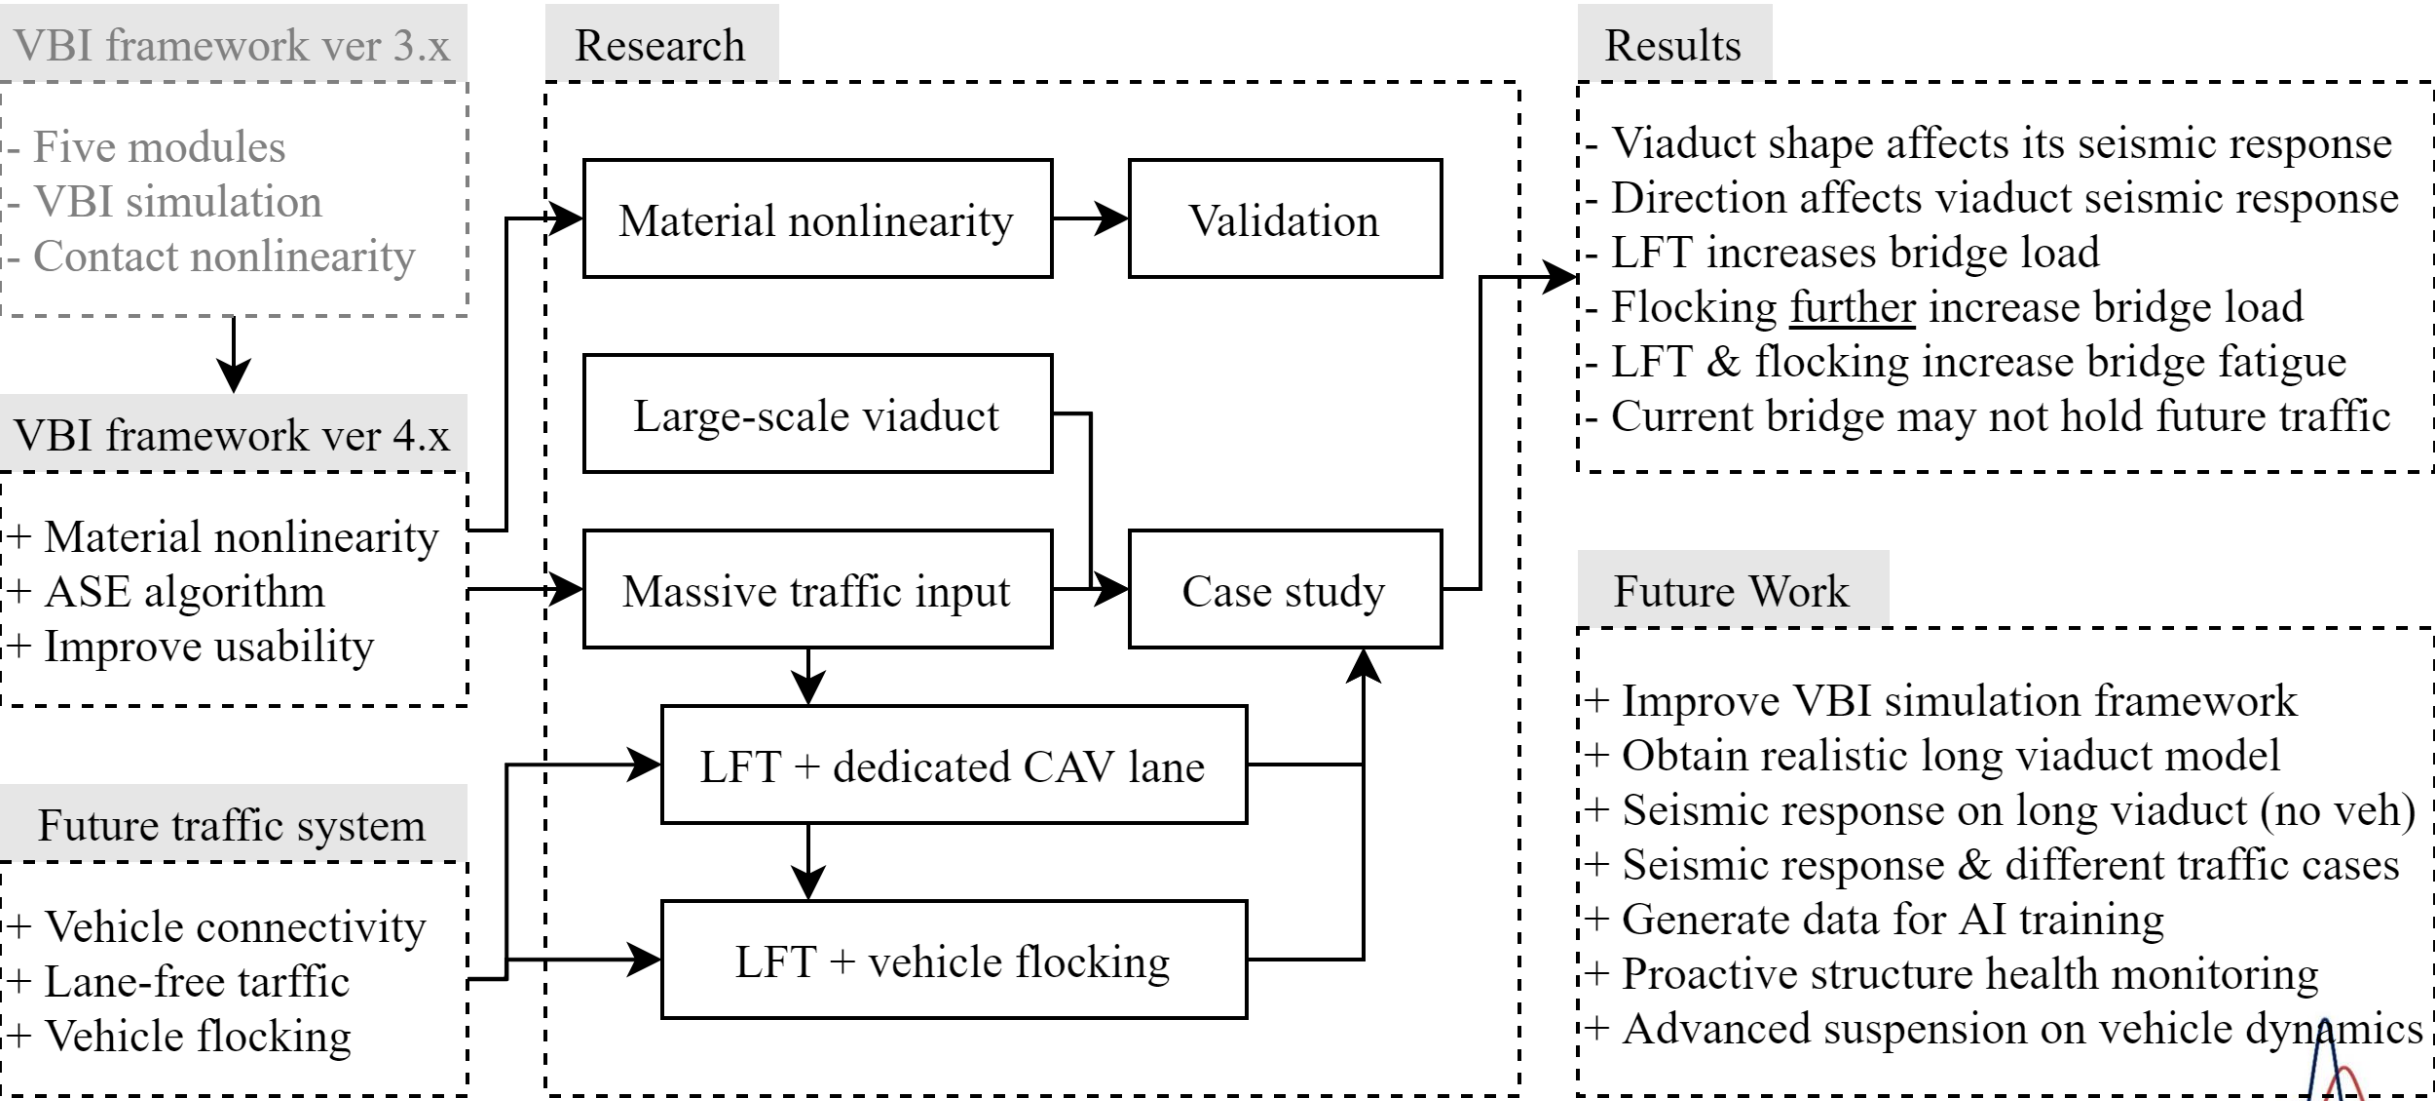 VBI framework ver 3.x
- Five modules
- VBI simulation
- Contact nonlinearity
VBI framework ver 4.x
+ Material nonlinearity
+ ASE algorithm
+ Improve usability
Future traffic system
+ Vehicle connectivity
+ Lane-free tarffic
+ Vehicle flocking
Research
Material nonlinearity
Validation
Large-scale viaduct
Massive traffic input
Case study
LFT + dedicated CAV lane
LFT + vehicle flocking
Results
- Viaduct shape affects its seismic response
- Direction affects viaduct seismic response
- LFT increases bridge load
- Flocking further increase bridge load
- LFT & flocking increase bridge fatigue
- Current bridge may not hold future traffic
Future Work
+ Improve VBI simulation framework
+ Obtain realistic long viaduct model
+ Seismic response on long viaduct (no veh)
+ Seismic response & different traffic cases
+ Generate data for AI training
+ Proactive structure health monitoring
+ Advanced suspension on vehicle dynamics